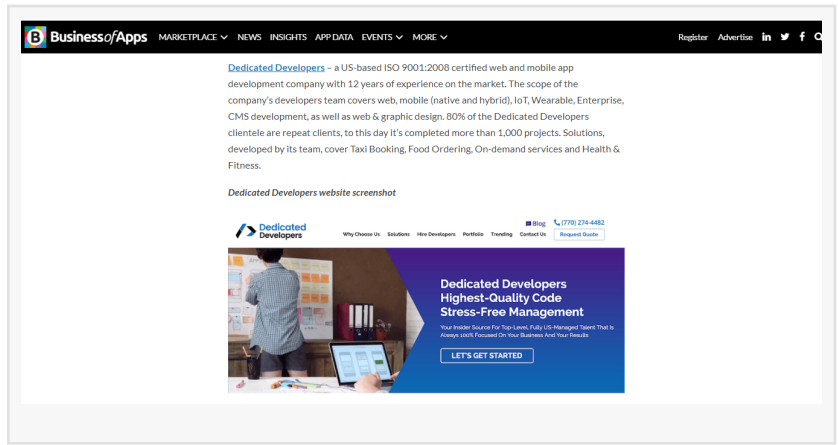 B Business of Apps MARKETPLACE NEWS INSIGHTS APP DATA EVENTS MORE Register Advertise in f
Dedicated Developers – a US-based ISO 9001:2008 certified web and mobile app
development company with 12 years of experience on the market. The scope of the
company's developers team covers web, mobile (native and hybrid), IoT, Wearable, Enterprise,
CMS development, as well as web & graphic design. 80% of the Dedicated Developers
clientele are repeat clients, to this day it's completed more than 1,000 projects. Solutions,
developed by its team, cover Taxi Booking, Food Ordering, On-demand services and Health &
Fitness.
Dedicated Developers website screenshot
Blog (770) 274-4482
Dedicated
Developers
Why Choose Us Solutions Hire Developers Portfolio Trending Contact Us Request Quote
Dedicated Developers
Highest-Quality Code
Stress-Free Management
Your Insider Source For Top-Level, Fully US-Managed Talent That Is
Always 100% Focused On Your Business And Your Results
LET'S GET STARTED